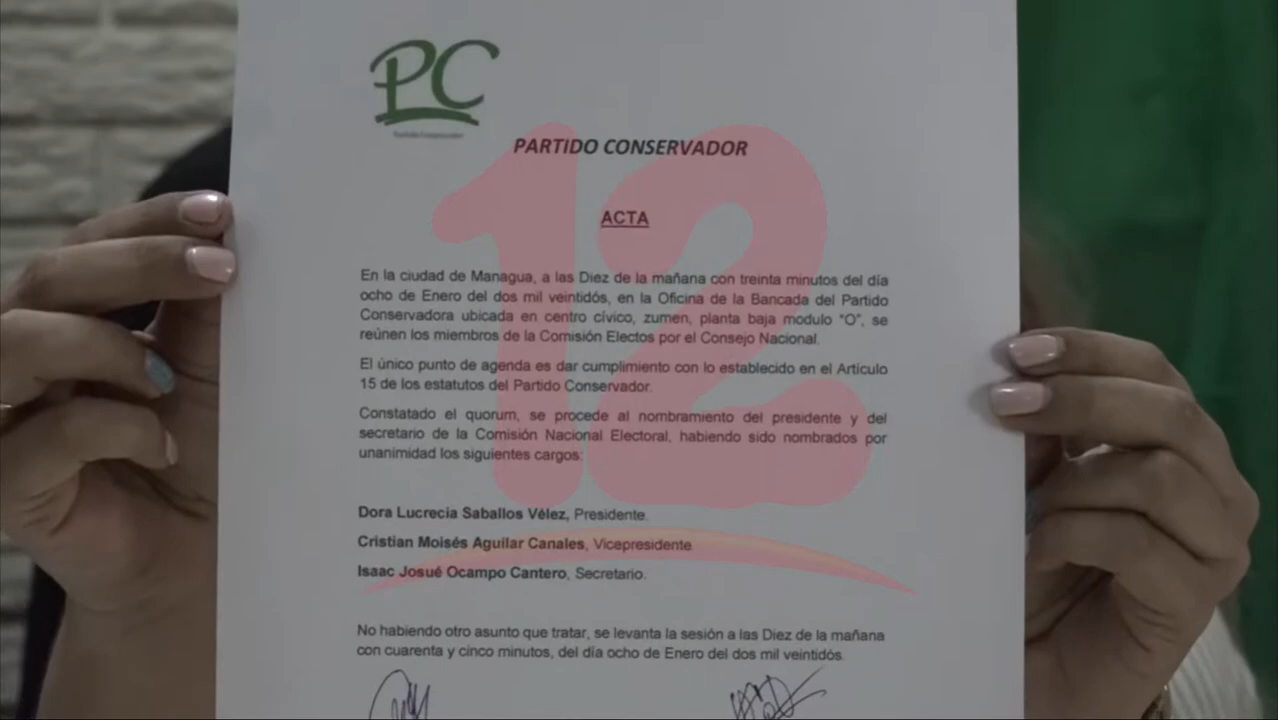 PC
Partido Conservador
PARTIDO CONSERVADOR
12
ACTA
En la ciudad de Managua, a las Diez de la mañana con treinta minutos del día
ocho de Enero del dos mil veintidós, en la Oficina de la Bancada del Partido
Conservadora ubicada en centro cívico, zumen, planta baja modulo "O", se
reúnen los miembros de la Comisión Electos por el Consejo Nacional.
El único punto de agenda es dar cumplimiento con lo establecido en el Artículo
15 de los estatutos del Partido Conservador.
Constatado el quorum, se procede al nombramiento del presidente y del
secretario de la Comisión Nacional Electoral, habiendo sido nombrados por
unanimidad los siguientes cargos:
Dora Lucrecia Saballos Vélez, Presidente.
Cristian Moisés Aguilar Canales, Vicepresidente
Isaac Josué Ocampo Cantero, Secretario.
No habiendo otro asunto que tratar, se levanta la sesión a las Diez de la mañana
con cuarenta y cinco minutos, del día ocho de Enero del dos mil veintidós.